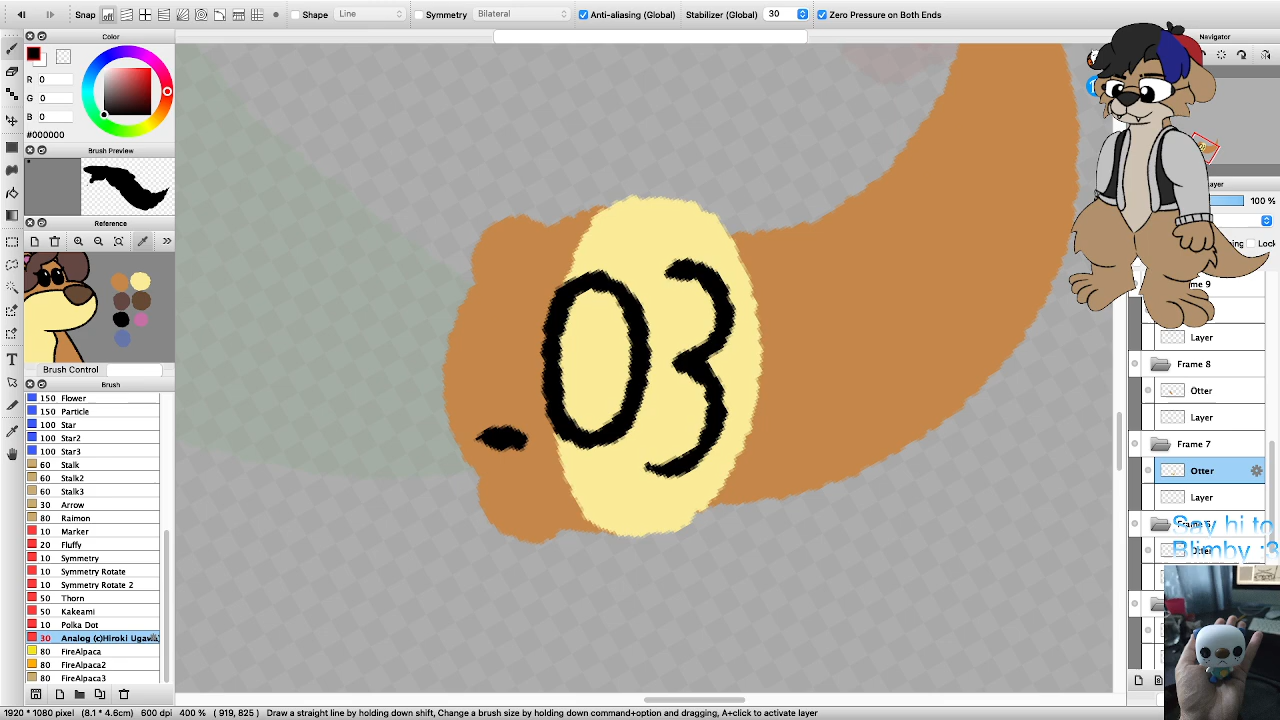 Snap
Shape
Line
Symmetry
Bilateral
Anti-aliasing (Global)
Stabilizer (Global)
30
Zero Pressure on Both Ends
Color
R 0
G 0
B 0
#000000
Brush Preview
Reference
Brush Control
Brush
150 Flower
150 Particle
100 Star
100 Star2
100 Star3
60 Stalk
60 Stalk2
60 Stalk3
30 Arrow
80 Raimon
10 Marker
20 Fluffy
10 Symmetry
10 Symmetry Rotate
10 Symmetry Rotate 2
50 Thorn
50 Kakeami
10 Polka Dot
30 Analog (c)Hiroki Ugawa
80 FireAlpaca
80 FireAlpaca2
80 FireAlpaca3
03
Navigator
100 %
Lock
Layer
Frame 8
Otter
Layer
Frame 7
Otter
Layer
Say hi to
Blimby :3
1920 * 1080 pixel (8.1 * 4.6cm) 600 dpi 400 % ( 919, 825 ) Draw a straight line by holding down shift, Change a brush size by holding down command+option and dragging, A+click to activate layer